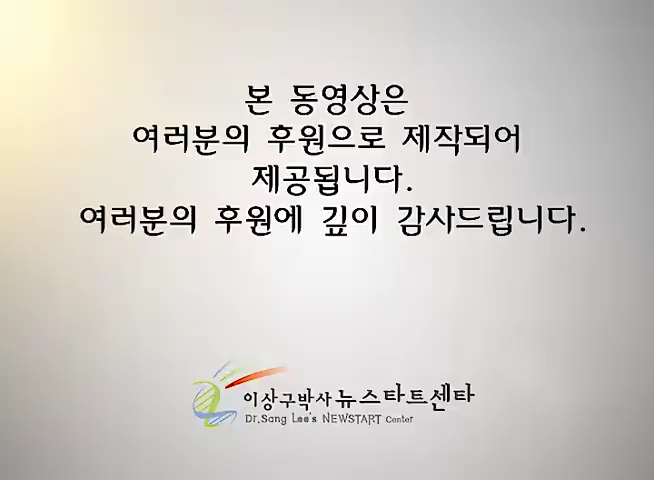 본 동영상은
여러분의 후원으로 제작되어
제공됩니다.
여러분의 후원에 깊이 감사드립니다.
이상구박사 뉴스타트센타
Dr.Sang Lee's NEWSTART Center